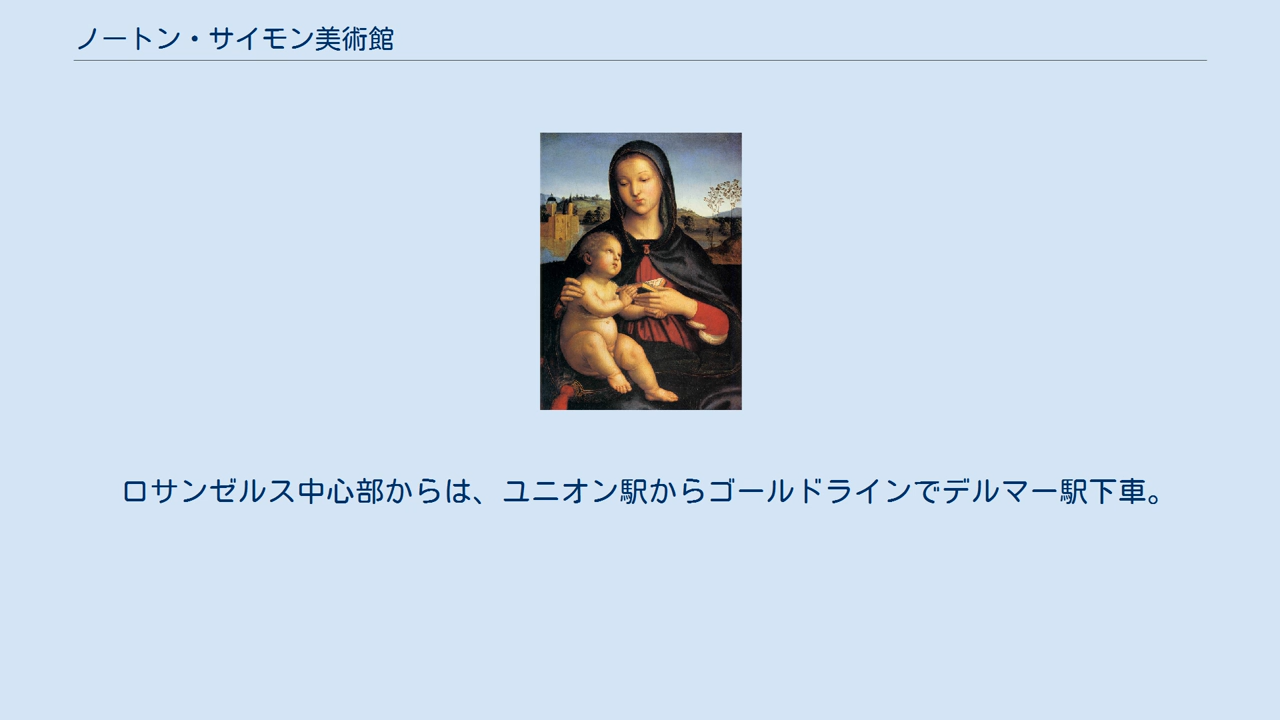 ノートン・サイモン美術館
ロサンゼルス中心部からは、ユニオン駅からゴールドラインでデルマー駅下車。